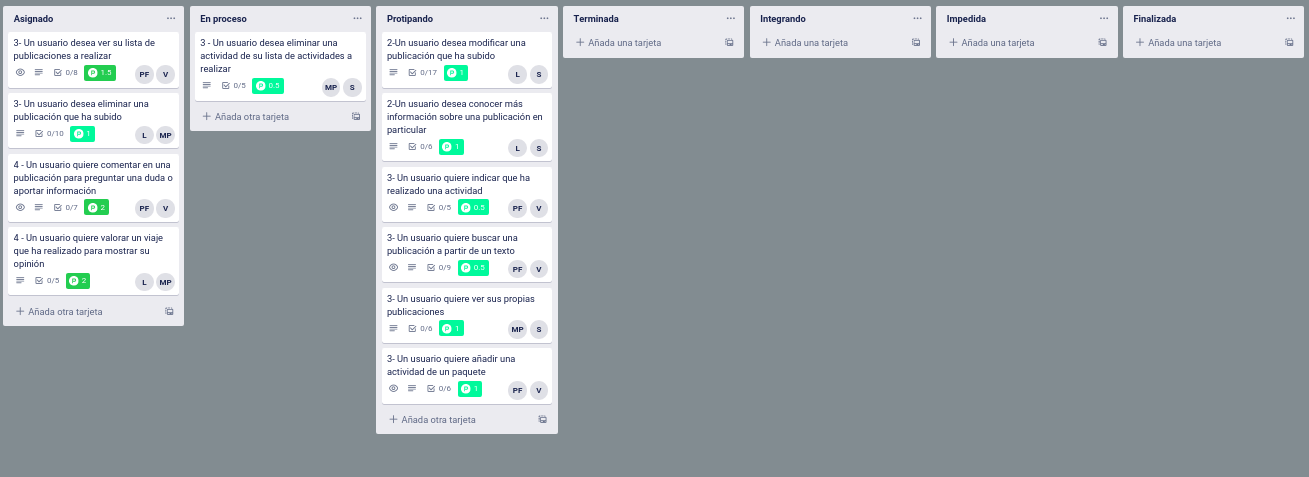 Asignado
3- Un usuario desea ver su lista de
publicaciones a realizar
0/8 P 1.5 PF V
3- Un usuario desea eliminar una
publicación que ha subido
0/10 P 1 L MP
4 - Un usuario quiere comentar en una
publicación para preguntar una duda o
aportar información
0/7 P 2 PF V
4 - Un usuario quiere valorar un viaje
que ha realizado para mostrar su
opinión
0/5 P 2 L MP
Añada otra tarjeta
En proceso
3 - Un usuario desea eliminar una
actividad de su lista de actividades a
realizar
0/5 P 0.5 MP S
Añada otra tarjeta
Protipando
2-Un usuario desea modificar una
publicación que ha subido
0/17 P 1 L S
2-Un usuario desea conocer más
información sobre una publicación en
particular
0/6 P 1 L S
3- Un usuario quiere indicar que ha
realizado una actividad
0/5 P 0.5 PF V
3- Un usuario quiere buscar una
publicación a partir de un texto
0/9 P 0.5 PF V
3- Un usuario quiere ver sus propias
publicaciones
0/6 P 1 MP S
3- Un usuario quiere añadir una
actividad de un paquete
0/6 P 1 PF V
Añada otra tarjeta
Terminada
Añada una tarjeta
Integrando
Añada una tarjeta
Impedida
Añada una tarjeta
Finalizada
Añada una tarjeta